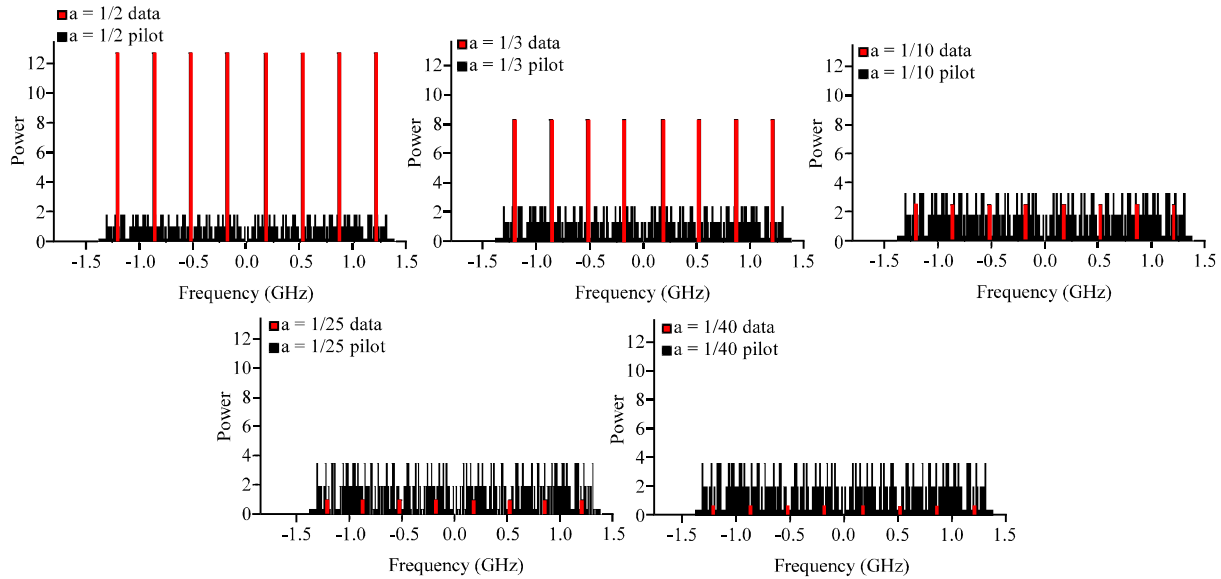 a = 1/2 data
a = 1/2 pilot
Power
12
10
8
6
4
2
0
-1.5 -1.0 -0.5 0.0 0.5 1.0 1.5
Frequency (GHz)
a = 1/3 data
a = 1/3 pilot
Power
12
10
8
6
4
2
0
-1.5 -1.0 -0.5 0.0 0.5 1.0 1.5
Frequency (GHz)
a = 1/10 data
a = 1/10 pilot
Power
12
10
8
6
4
2
0
-1.5 -1.0 -0.5 0.0 0.5 1.0 1.5
Frequency (GHz)
a = 1/25 data
a = 1/25 pilot
Power
12
10
8
6
4
2
0
-1.5 -1.0 -0.5 0.0 0.5 1.0 1.5
Frequency (GHz)
a = 1/40 data
a = 1/40 pilot
Power
12
10
8
6
4
2
0
-1.5 -1.0 -0.5 0.0 0.5 1.0 1.5
Frequency (GHz)